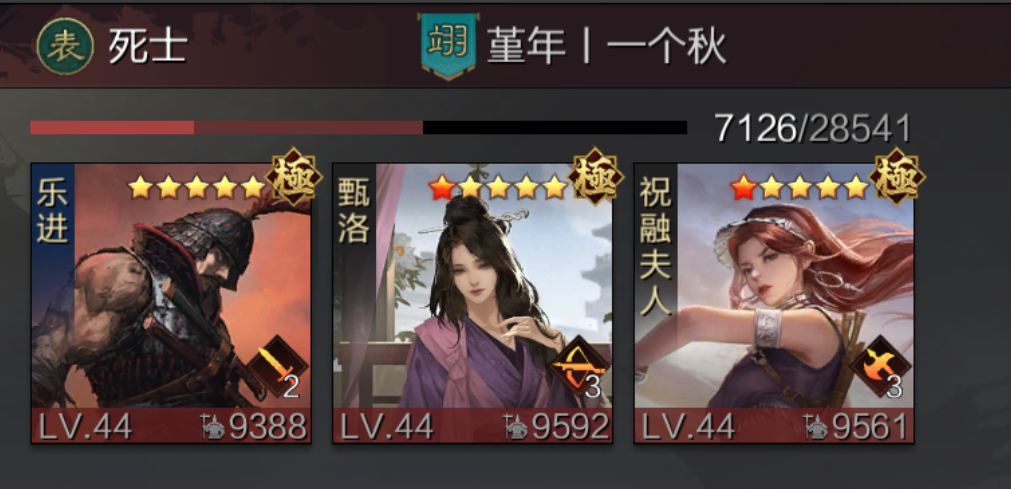 表 死士 翊 堇年丨一个秋
7126/28541
乐进 極 2 LV.44 9388
甄洛 極 3 LV.44 9592
祝融夫人 極 3 LV.44 9561